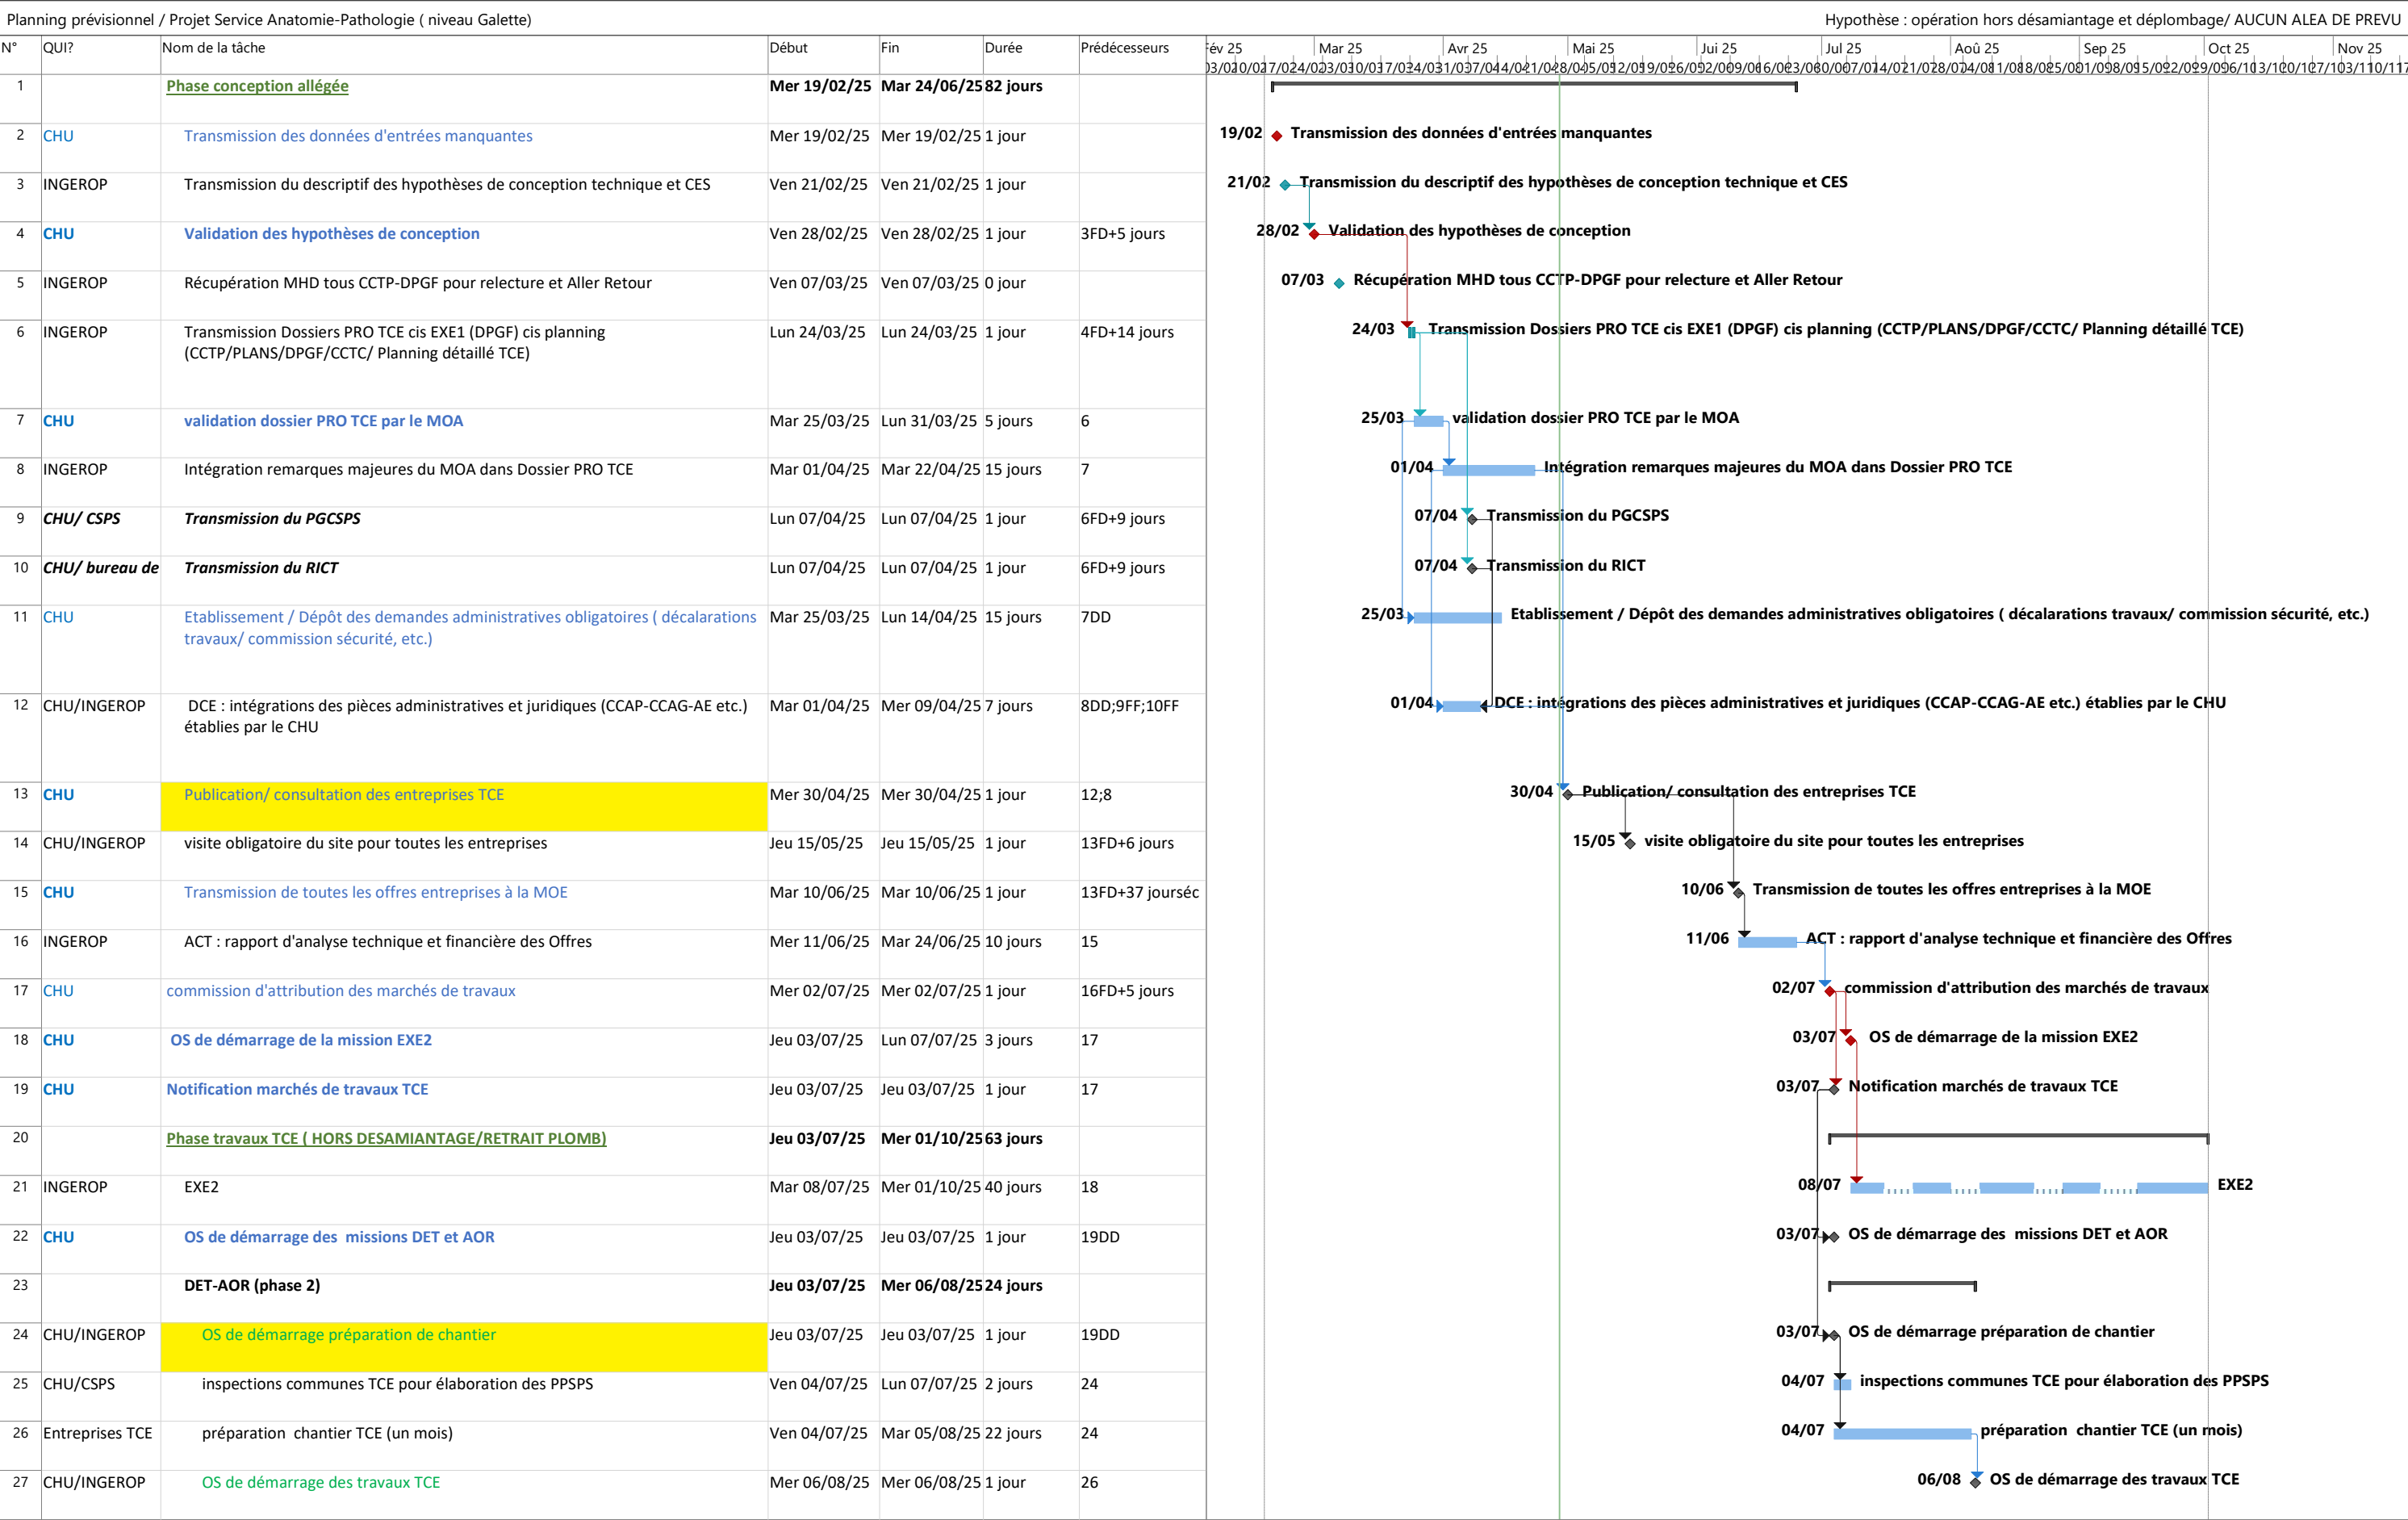 Planning prévisionnel / Projet Service Anatomie-Pathologie ( niveau Galette)
Hypothèse : opération hors désamiantage et déplombage/ AUCUN ALEA DE PREVU
N° QUI? Nom de la tâche Début Fin Durée Prédécesseurs
Fév 25 Mar 25 Avr 25 Mai 25 Jui 25 Jul 25 Aoû 25 Sep 25 Oct 25 Nov 25
1 Phase conception allégée Mer 19/02/25 Mar 24/06/25 82 jours
2 CHU Transmission des données d'entrées manquantes Mer 19/02/25 Mer 19/02/25 1 jour
19/02 Transmission des données d'entrées manquantes
3 INGEROP Transmission du descriptif des hypothèses de conception technique et CES Ven 21/02/25 Ven 21/02/25 1 jour
21/02 Transmission du descriptif des hypothèses de conception technique et CES
4 CHU Validation des hypothèses de conception Ven 28/02/25 Ven 28/02/25 1 jour 3FD+5 jours
28/02 Validation des hypothèses de conception
5 INGEROP Récupération MHD tous CCTP-DPGF pour relecture et Aller Retour Ven 07/03/25 Ven 07/03/25 0 jour
07/03 Récupération MHD tous CCTP-DPGF pour relecture et Aller Retour
6 INGEROP Transmission Dossiers PRO TCE cis EXE1 (DPGF) cis planning Lun 24/03/25 Lun 24/03/25 1 jour 4FD+14 jours
(CCTP/PLANS/DPGF/CCTC/ Planning détaillé TCE)
24/03 Transmission Dossiers PRO TCE cis EXE1 (DPGF) cis planning (CCTP/PLANS/DPGF/CCTC/ Planning détaillé TCE)
7 CHU validation dossier PRO TCE par le MOA Mar 25/03/25 Lun 31/03/25 5 jours 6
25/03 validation dossier PRO TCE par le MOA
8 INGEROP Intégration remarques majeures du MOA dans Dossier PRO TCE Mar 01/04/25 Mar 22/04/25 15 jours 7
01/04 Intégration remarques majeures du MOA dans Dossier PRO TCE
9 CHU/ CSPS Transmission du PGCSPS Lun 07/04/25 Lun 07/04/25 1 jour 6FD+9 jours
07/04 Transmission du PGCSPS
10 CHU/ bureau de Transmission du RICT Lun 07/04/25 Lun 07/04/25 1 jour 6FD+9 jours
07/04 Transmission du RICT
11 CHU Etablissement / Dépôt des demandes administratives obligatoires ( décalarations Mar 25/03/25 Lun 14/04/25 15 jours 7DD
travaux/ commission sécurité, etc.)
25/03 Etablissement / Dépôt des demandes administratives obligatoires ( décalarations travaux/ commission sécurité, etc.)
12 CHU/INGEROP DCE : intégrations des pièces administratives et juridiques (CCAP-CCAG-AE etc.) Mar 01/04/25 Mer 09/04/25 7 jours 8DD;9FF;10FF
établies par le CHU
01/04 DCE : intégrations des pièces administratives et juridiques (CCAP-CCAG-AE etc.) établies par le CHU
13 CHU Publication/ consultation des entreprises TCE Mer 30/04/25 Mer 30/04/25 1 jour 12;8
30/04 Publication/ consultation des entreprises TCE
14 CHU/INGEROP visite obligatoire du site pour toutes les entreprises Jeu 15/05/25 Jeu 15/05/25 1 jour 13FD+6 jours
15/05 visite obligatoire du site pour toutes les entreprises
15 CHU Transmission de toutes les offres entreprises à la MOE Mar 10/06/25 Mar 10/06/25 1 jour 13FD+37 jourséc
10/06 Transmission de toutes les offres entreprises à la MOE
16 INGEROP ACT : rapport d'analyse technique et financière des Offres Mer 11/06/25 Mar 24/06/25 10 jours 15
11/06 ACT : rapport d'analyse technique et financière des Offres
17 CHU commission d'attribution des marchés de travaux Mer 02/07/25 Mer 02/07/25 1 jour 16FD+5 jours
02/07 commission d'attribution des marchés de travaux
18 CHU OS de démarrage de la mission EXE2 Jeu 03/07/25 Lun 07/07/25 3 jours 17
03/07 OS de démarrage de la mission EXE2
19 CHU Notification marchés de travaux TCE Jeu 03/07/25 Jeu 03/07/25 1 jour 17
03/07 Notification marchés de travaux TCE
20 Phase travaux TCE ( HORS DESAMIANTAGE/RETRAIT PLOMB) Jeu 03/07/25 Mer 01/10/25 63 jours
21 INGEROP EXE2 Mar 08/07/25 Mer 01/10/25 40 jours 18
08/07 EXE2
22 CHU OS de démarrage des missions DET et AOR Jeu 03/07/25 Jeu 03/07/25 1 jour 19DD
03/07 OS de démarrage des missions DET et AOR
23 DET-AOR (phase 2) Jeu 03/07/25 Mer 06/08/25 24 jours
24 CHU/INGEROP OS de démarrage préparation de chantier Jeu 03/07/25 Jeu 03/07/25 1 jour 19DD
03/07 OS de démarrage préparation de chantier
25 CHU/CSPS inspections communes TCE pour élaboration des PPSPS Ven 04/07/25 Lun 07/07/25 2 jours 24
04/07 inspections communes TCE pour élaboration des PPSPS
26 Entreprises TCE préparation chantier TCE (un mois) Ven 04/07/25 Mar 05/08/25 22 jours 24
04/07 préparation chantier TCE (un mois)
27 CHU/INGEROP OS de démarrage des travaux TCE Mer 06/08/25 Mer 06/08/25 1 jour 26
06/08 OS de démarrage des travaux TCE